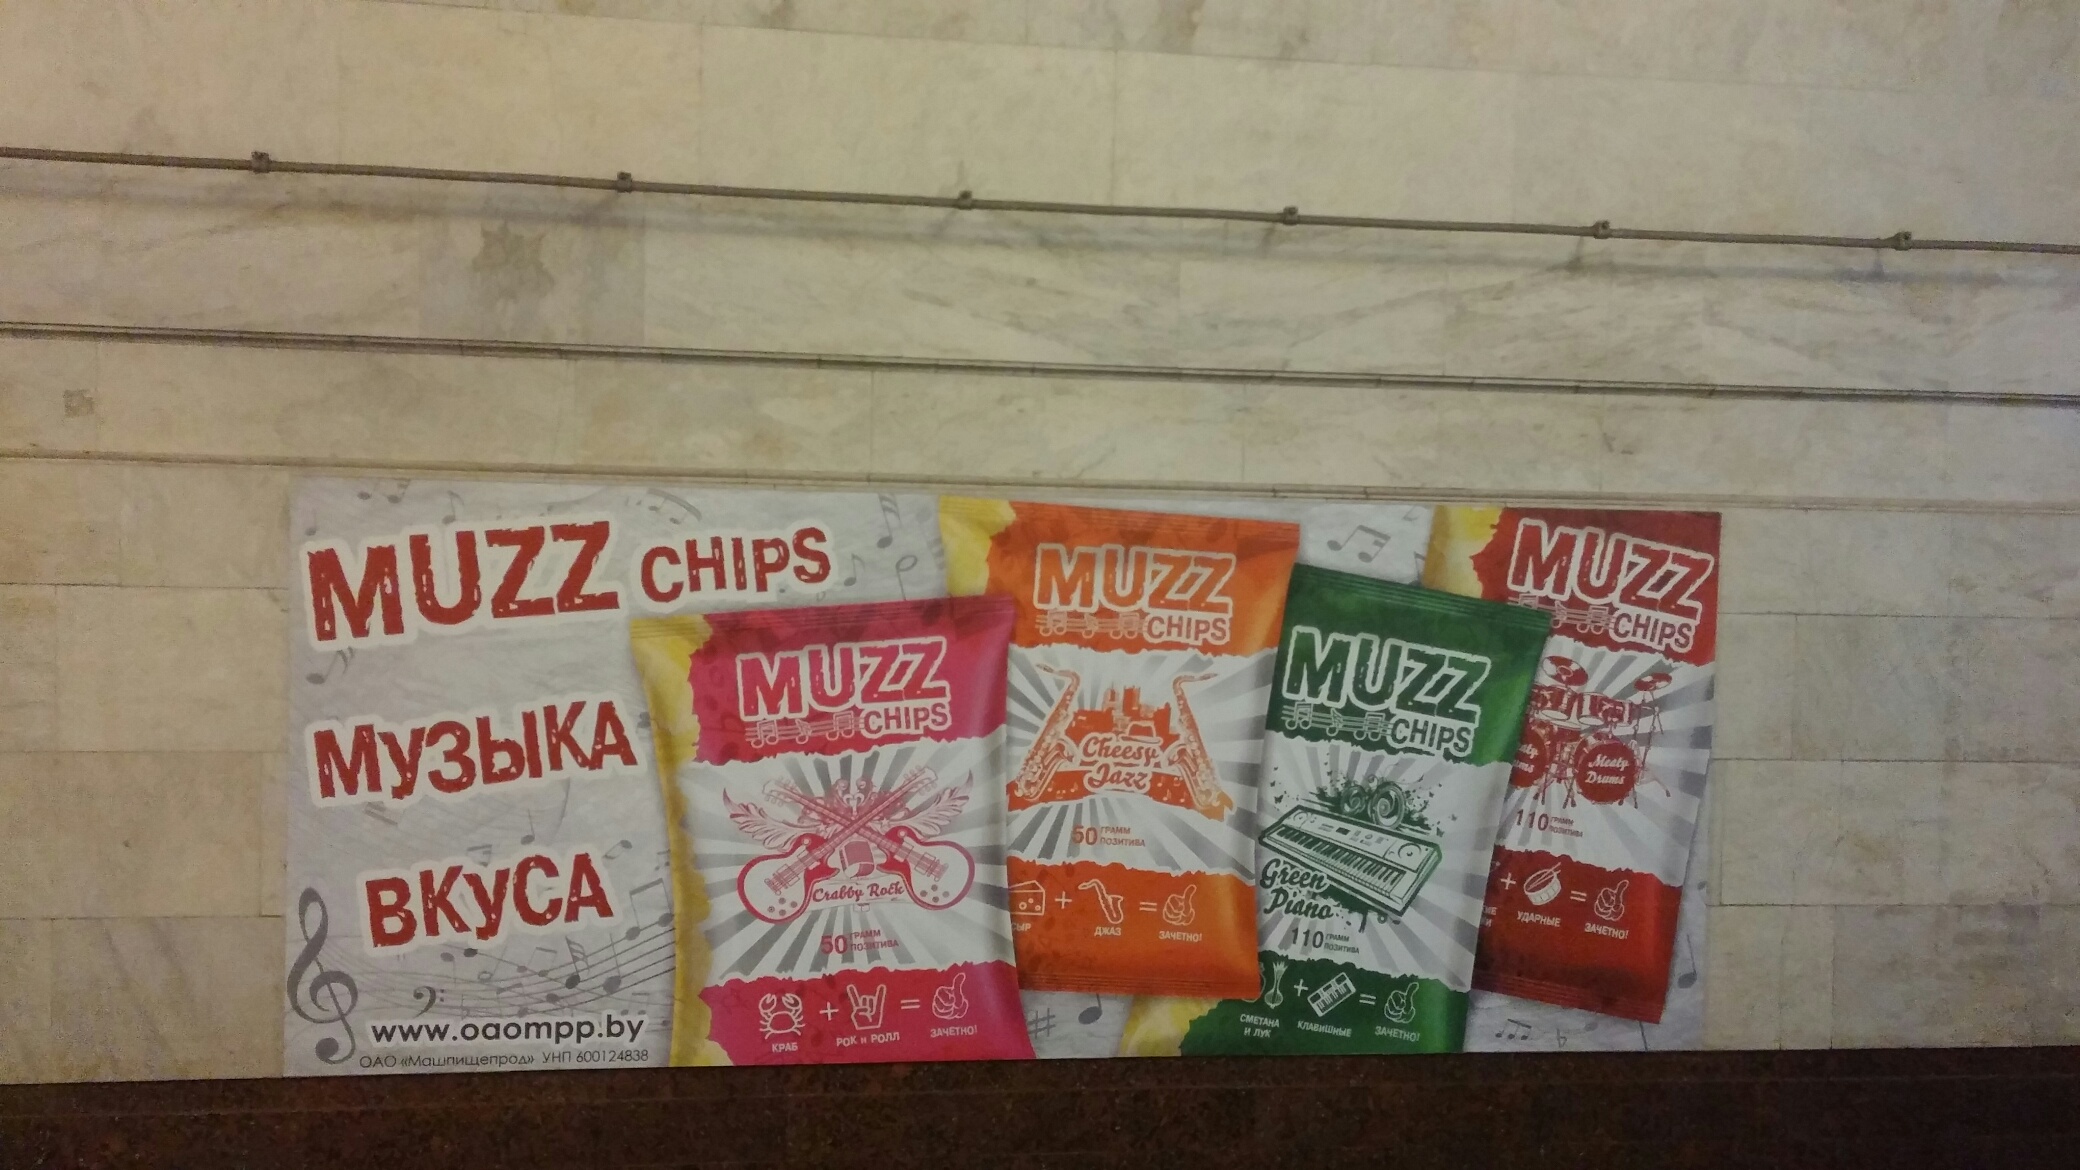 MUZZ CHIPS
МУЗЫКА
ВКУСА
www.oaompp.by
ОАО «Машпищепрод» УНП 600124838
MUZZ
CHIPS
Crabby Rock
50 ГРАММ
ПОЗИТИВА
+ =
КРАБ РОК Н РОЛЛ ЗАЧЕТНО!
MUZZ
CHIPS
Cheesy
Jazz
50 ГРАММ
ПОЗИТИВА
+ =
СЫР ДЖАЗ ЗАЧЕТНО!
MUZZ
CHIPS
Green
Piano
110 ГРАММ
ПОЗИТИВА
+ =
СМЕТАНА
И ЛУК КЛАВИШНЫЕ ЗАЧЕТНО!
MUZZ
CHIPS
Meaty
Drums
110 ГРАММ
ПОЗИТИВА
+ =
УДАРНЫЕ ЗАЧЕТНО!